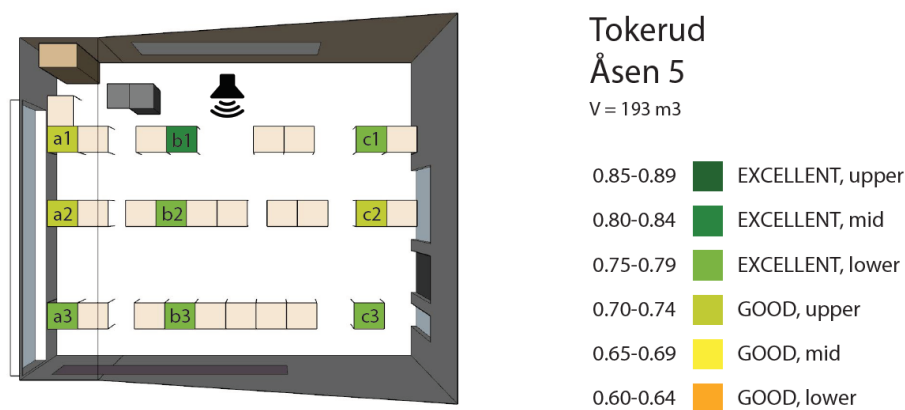 Tokerud
Åsen 5
V = 193 m3
a1 b1 c1
a2 b2 c2
a3 b3 c3
0.85-0.89 EXCELLENT, upper
0.80-0.84 EXCELLENT, mid
0.75-0.79 EXCELLENT, lower
0.70-0.74 GOOD, upper
0.65-0.69 GOOD, mid
0.60-0.64 GOOD, lower